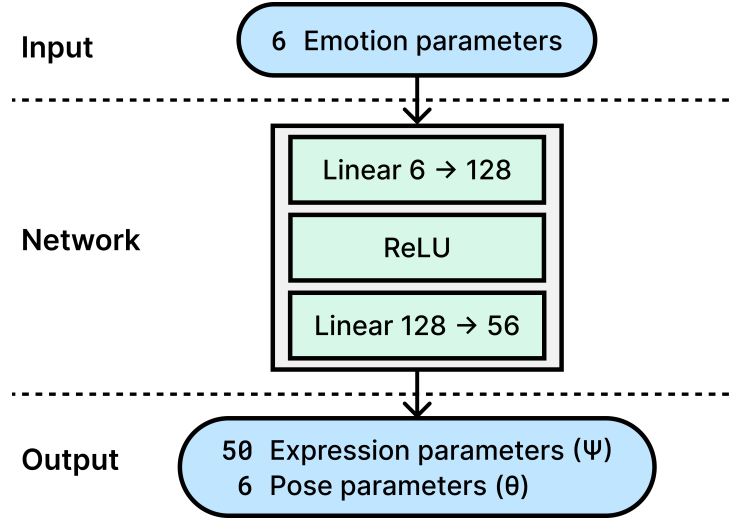 Input
6 Emotion parameters
Network
Linear 6 → 128
ReLU
Linear 128 → 56
Output
50 Expression parameters (Ψ)
6 Pose parameters (θ)